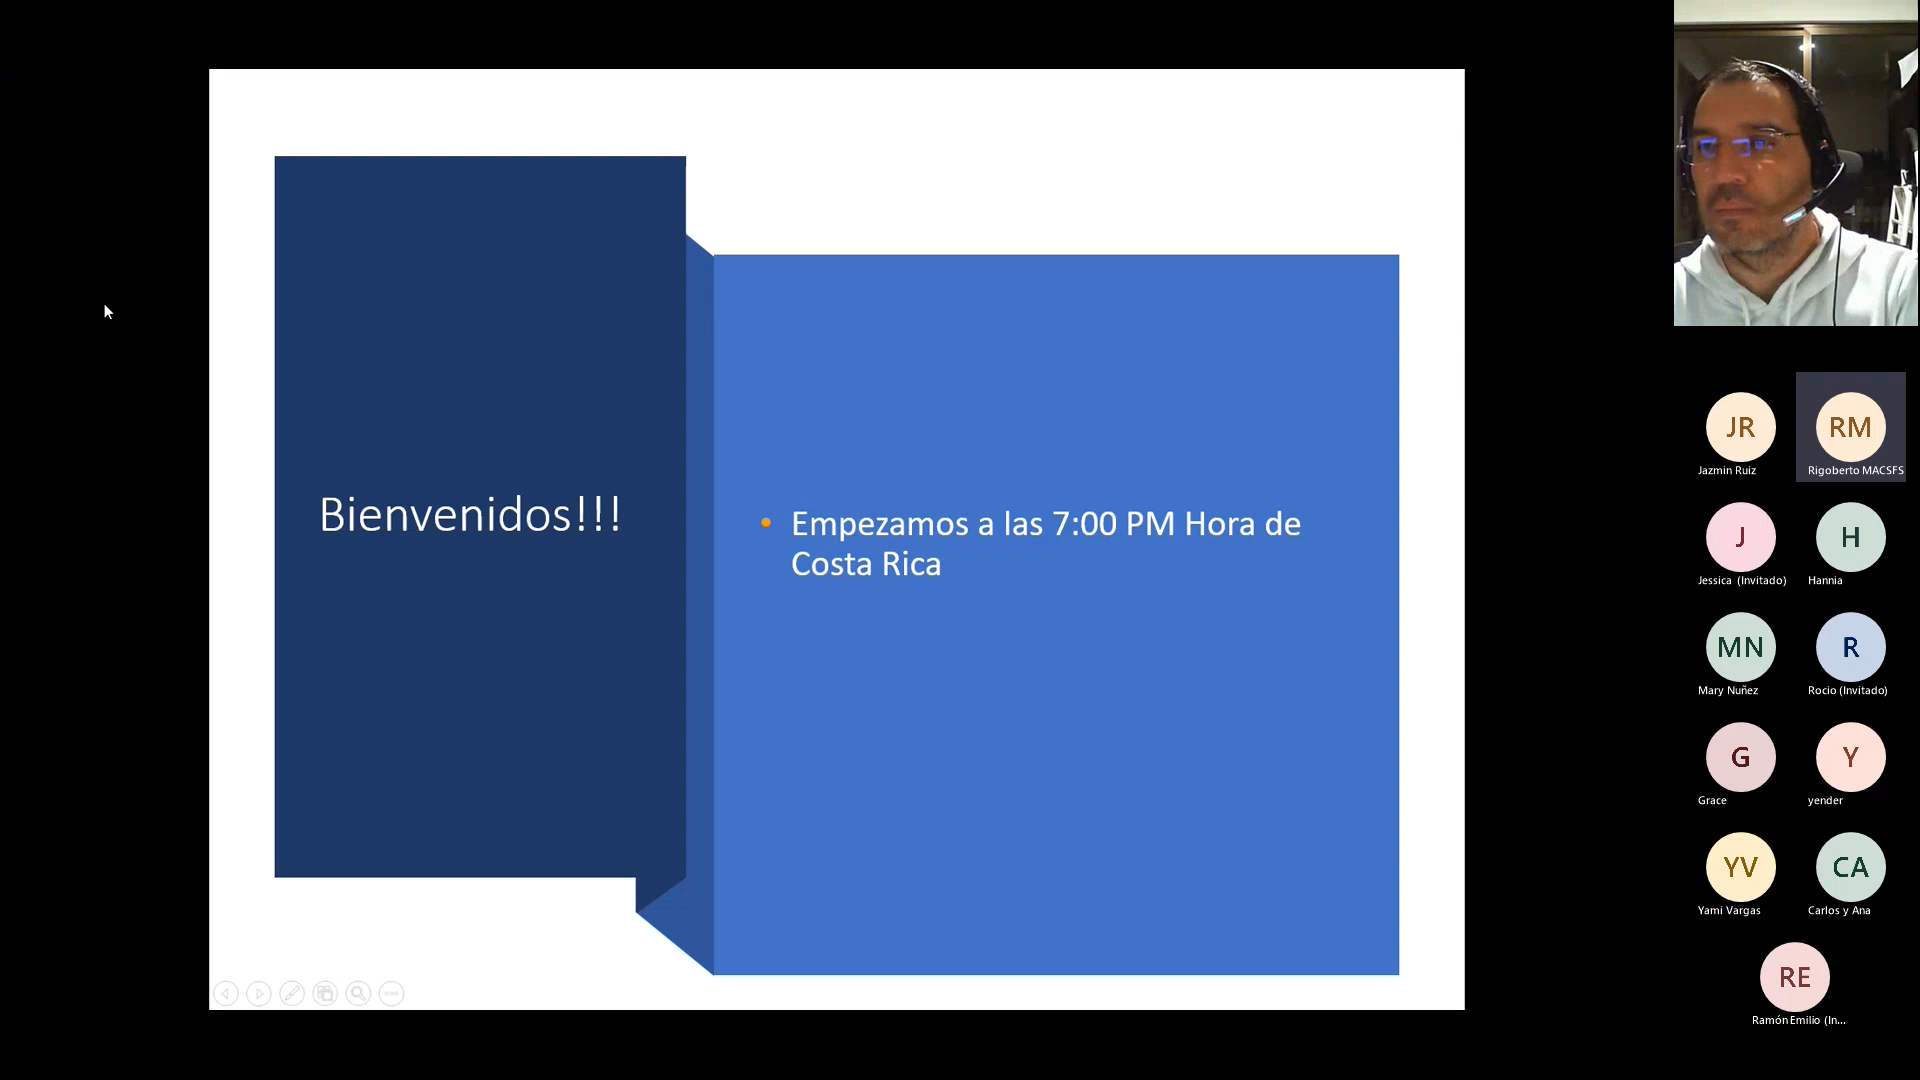 Bienvenidos!!!
• Empezamos a las 7:00 PM Hora de
Costa Rica
JR
Jazmin Ruiz
RM
Rigoberto MACSFS
J
Jessica (Invitado)
H
Hannia
MN
Mary Nuñez
R
Rocio (Invitado)
G
Grace
Y
yender
YV
Yami Vargas
CA
Carlos y Ana
RE
Ramón Emilio (In...